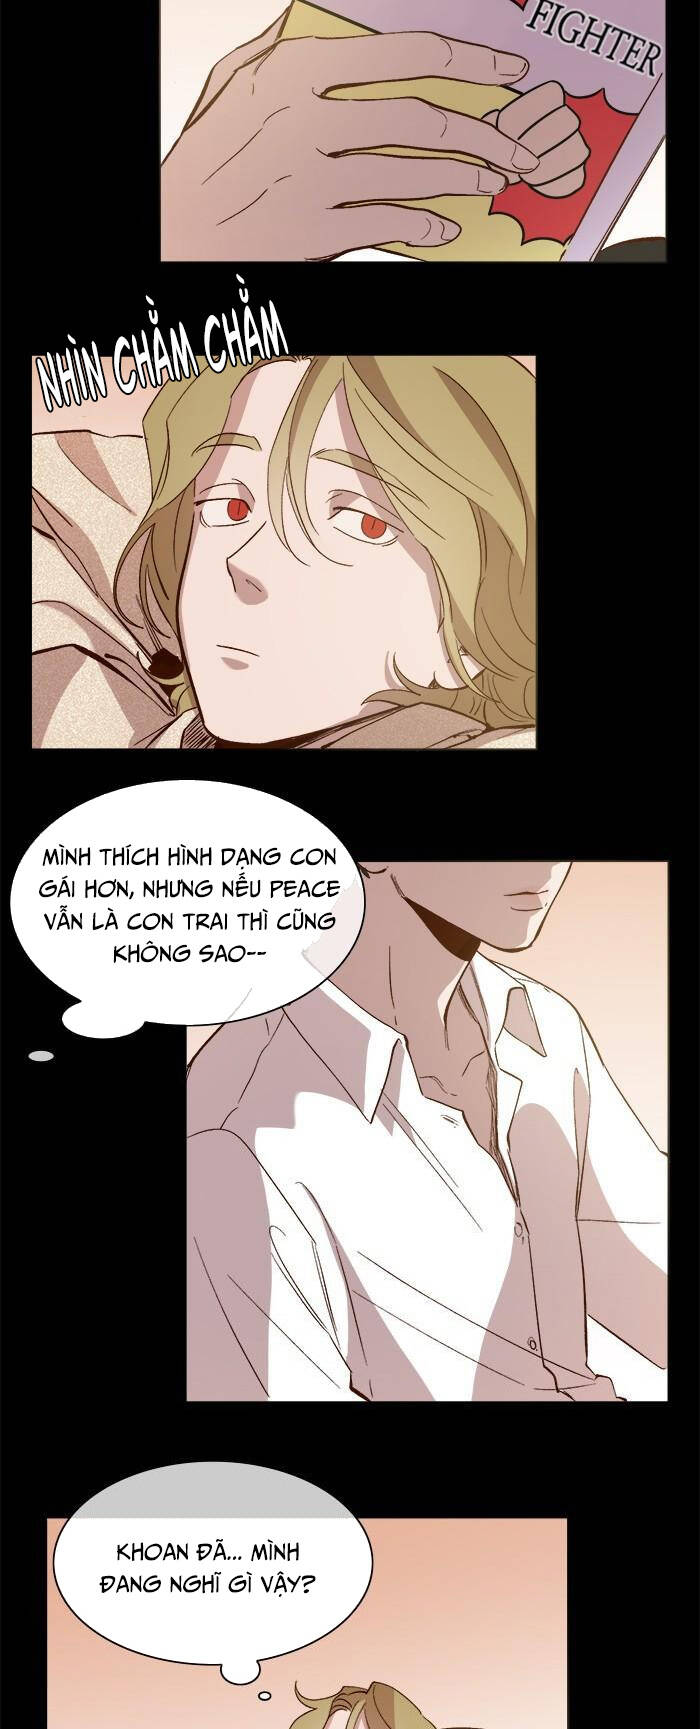 FIGHTER
NHÌN CHẰM CHẰM
MÌNH THÍCH HÌNH DẠNG CON
GÁI HƠN, NHƯNG NẾU PEACE
VẪN LÀ CON TRAI THÌ CŨNG
KHÔNG SAO--
KHOAN ĐÃ... MÌNH
ĐANG NGHĨ GÌ VẬY?